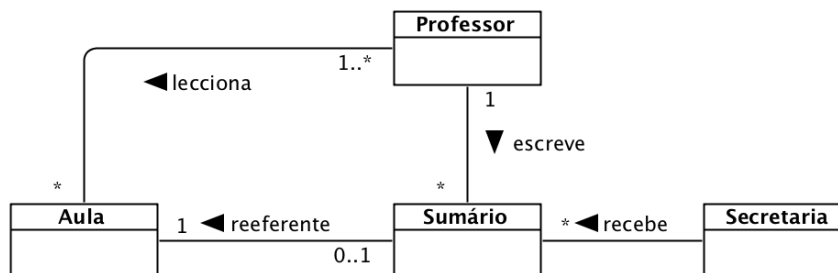 Professor
1..*
lecciona
1
escreve
*
*
Aula
1
reeferente
0..1
Sumário
*
recebe
Secretaria